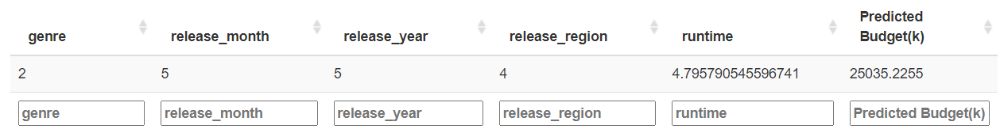 genre release_month release_year release_region runtime Predicted
Budget(k)
2 5 5 4 4.795790545596741 25035.2255
genre release_month release_year release_region runtime Predicted Budget(k)